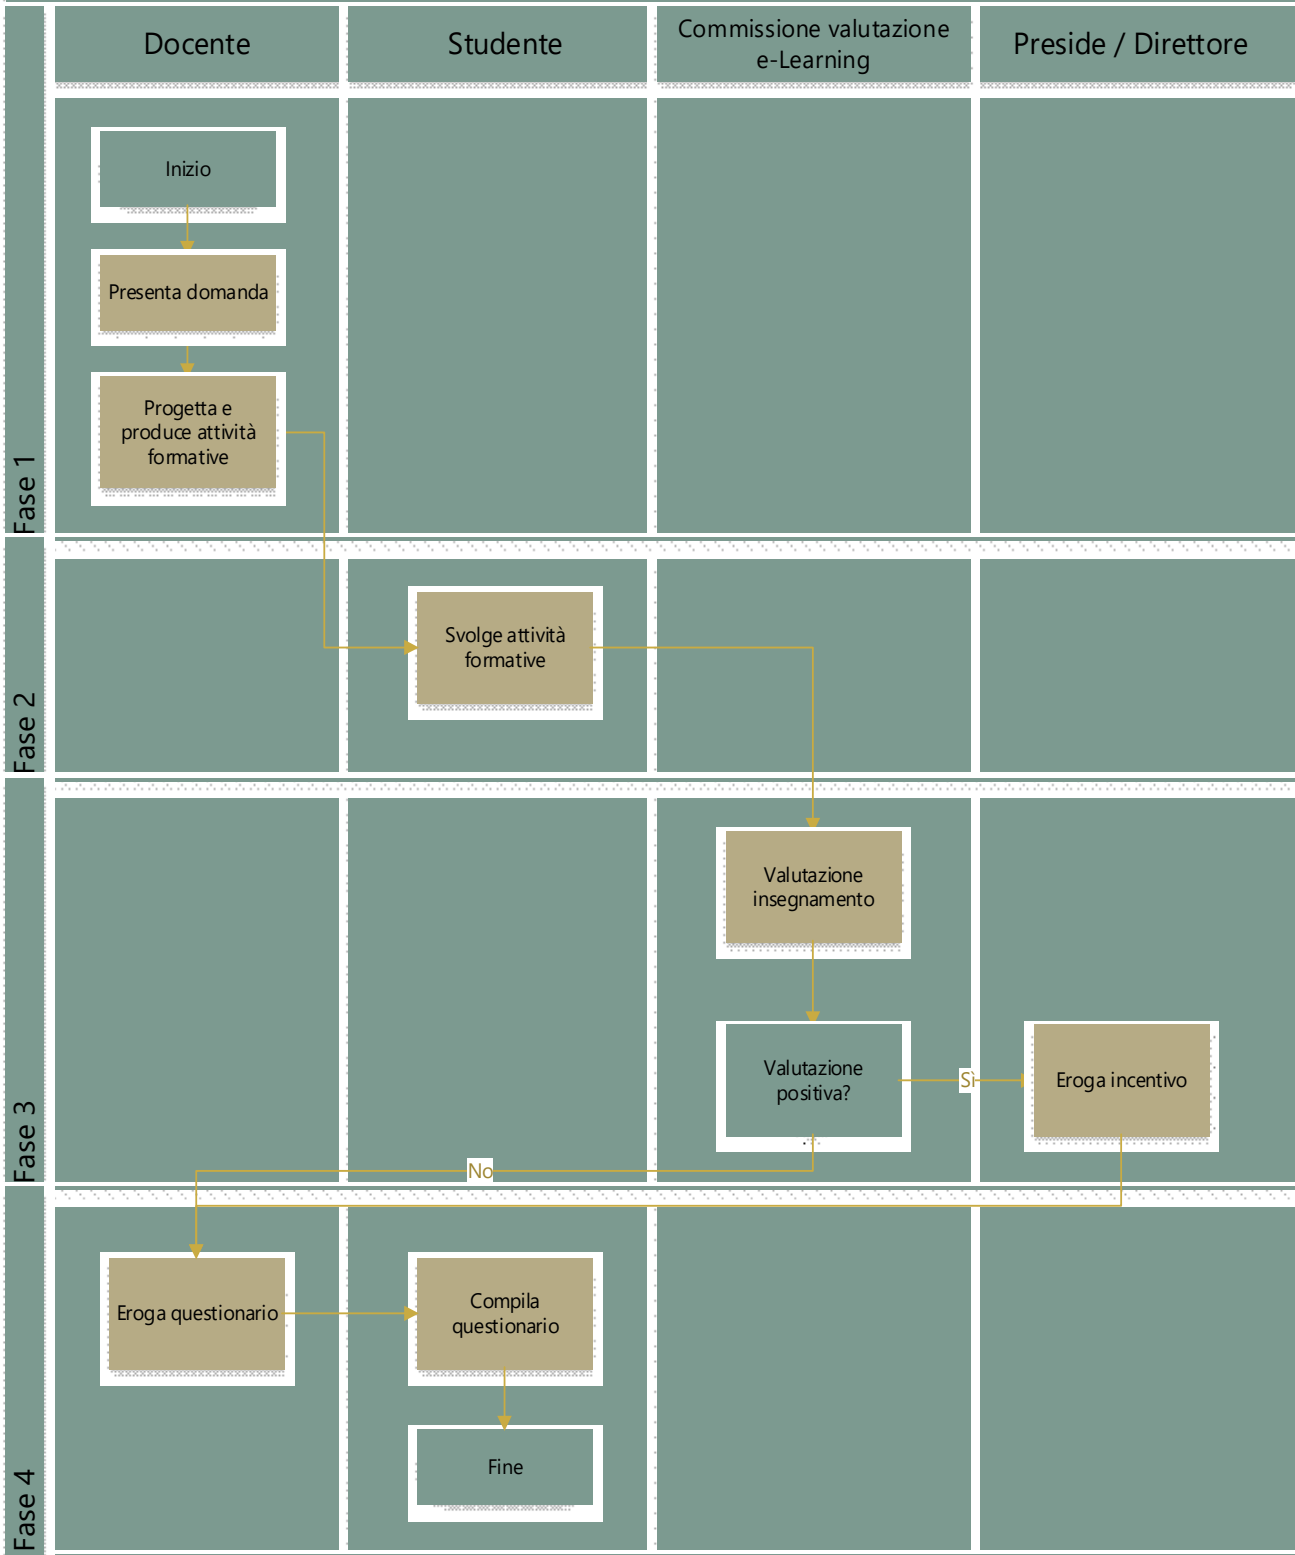 Docente
Studente
Commissione valutazione
e-Learning
Preside / Direttore
Fase 1
Inizio
Presenta domanda
Progetta e
produce attività
formative
Fase 2
Svolge attività
formative
Fase 3
Valutazione
insegnamento
Valutazione
positiva?
Sì
Eroga incentivo
No
Fase 4
Eroga questionario
Compila
questionario
Fine